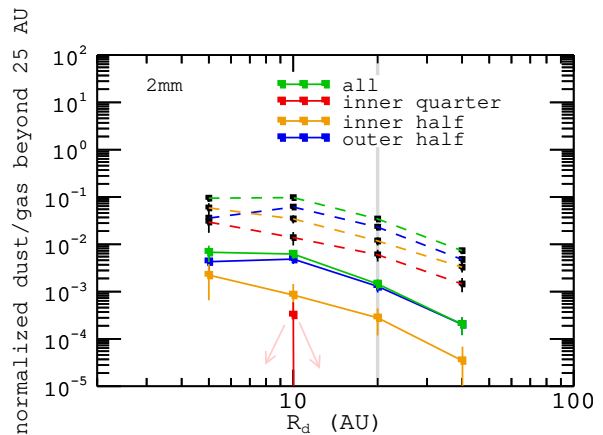 normalized dust/gas beyond 25 AU
10^2
10^1
10^0
10^-1
10^-2
10^-3
10^-4
10^-5
2mm
all
inner quarter
inner half
outer half
10
100
R_d (AU)